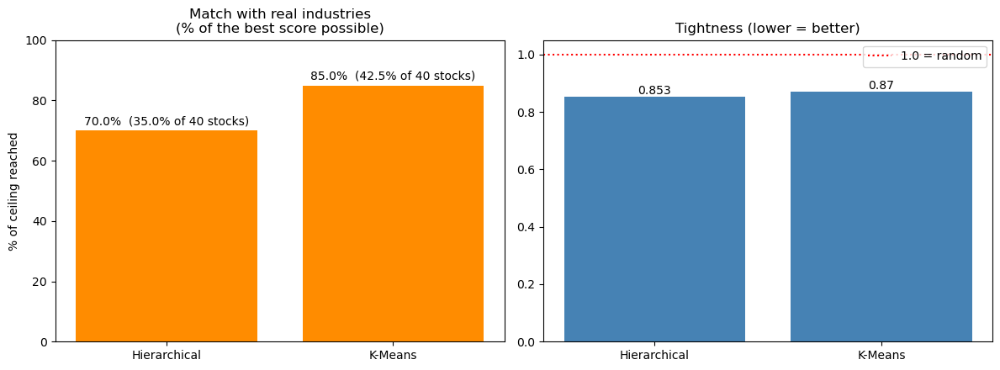 Match with real industries
(% of the best score possible)
% of ceiling reached
100
80
60
40
20
0
70.0%  (35.0% of 40 stocks)
85.0%  (42.5% of 40 stocks)
Hierarchical
K-Means
Tightness (lower = better)
1.0
0.8
0.6
0.4
0.2
0.0
1.0 = random
0.853
0.87
Hierarchical
K-Means